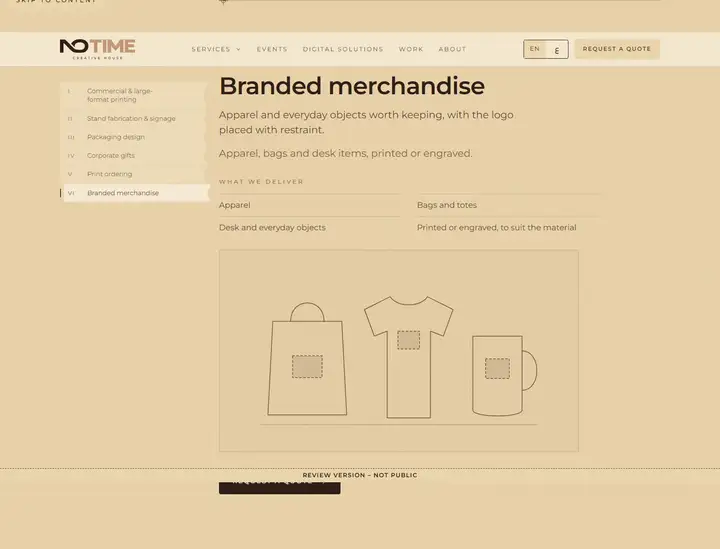 SKIP TO CONTENT
NOTIME
CREATIVE HOUSE
SERVICES
EVENTS
DIGITAL SOLUTIONS
WORK
ABOUT
EN
ع
REQUEST A QUOTE
I Commercial & large-
format printing
II Stand fabrication & signage
III Packaging design
IV Corporate gifts
V Print ordering
VI Branded merchandise
Branded merchandise
Apparel and everyday objects worth keeping, with the logo
placed with restraint.
Apparel, bags and desk items, printed or engraved.
WHAT WE DELIVER
Apparel
Bags and totes
Desk and everyday objects
Printed or engraved, to suit the material
REVIEW VERSION – NOT PUBLIC